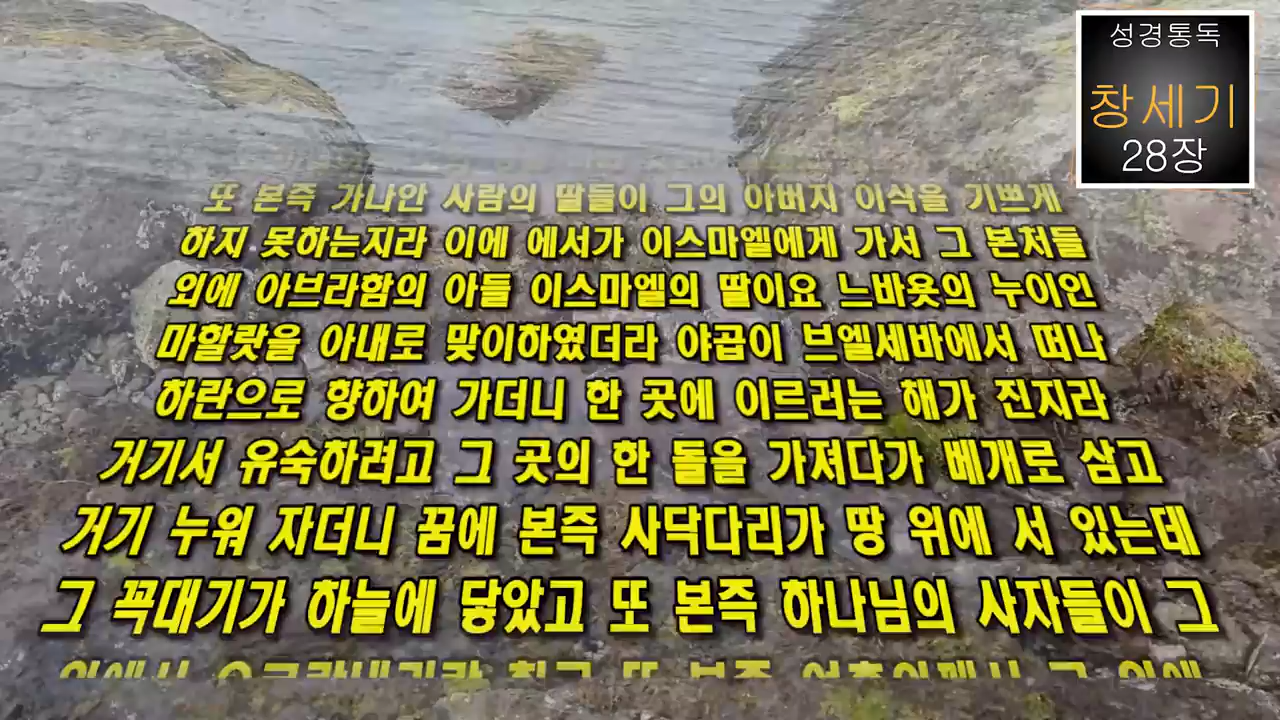 성경통독
창세기
28장
또 본즉 가나안 사람의 딸들이 그의 아버지 이삭을 기쁘게
하지 못하는지라 이에 에서가 이스마엘에게 가서 그 본처들
외에 아브라함의 아들 이스마엘의 딸이요 느바욧의 누이인
마할랏을 아내로 맞이하였더라 야곱이 브엘세바에서 떠나
하란으로 향하여 가더니 한 곳에 이르러는 해가 진지라
거기서 유숙하려고 그 곳의 한 돌을 가져다가 베개로 삼고
거기 누워 자더니 꿈에 본즉 사닥다리가 땅 위에 서 있는데
그 꼭대기가 하늘에 닿았고 또 본즉 하나님의 사자들이 그